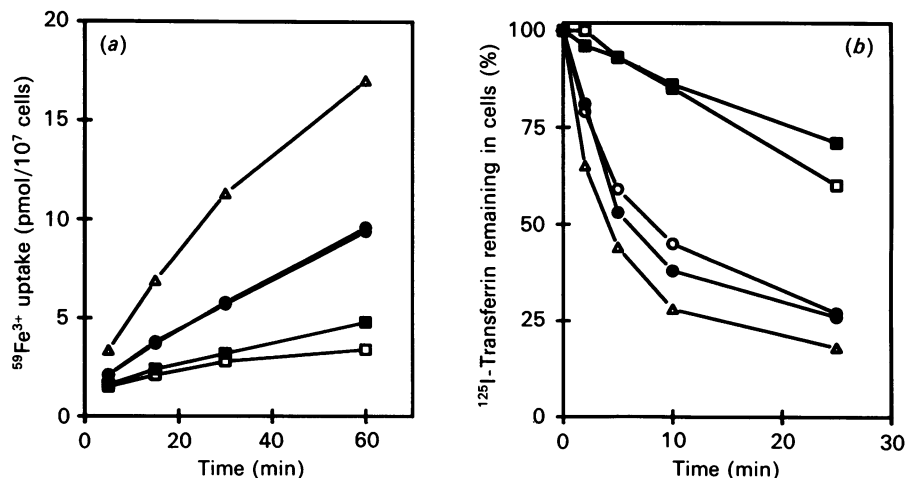 (a)
⁵⁹Fe³⁺ uptake (pmol/10⁷ cells)
20
15
10
5
0
0 20 40 60
Time (min)
(b)
¹²⁵I-Transferrin remaining in cells (%)
100
75
50
25
0
0 10 20 30
Time (min)